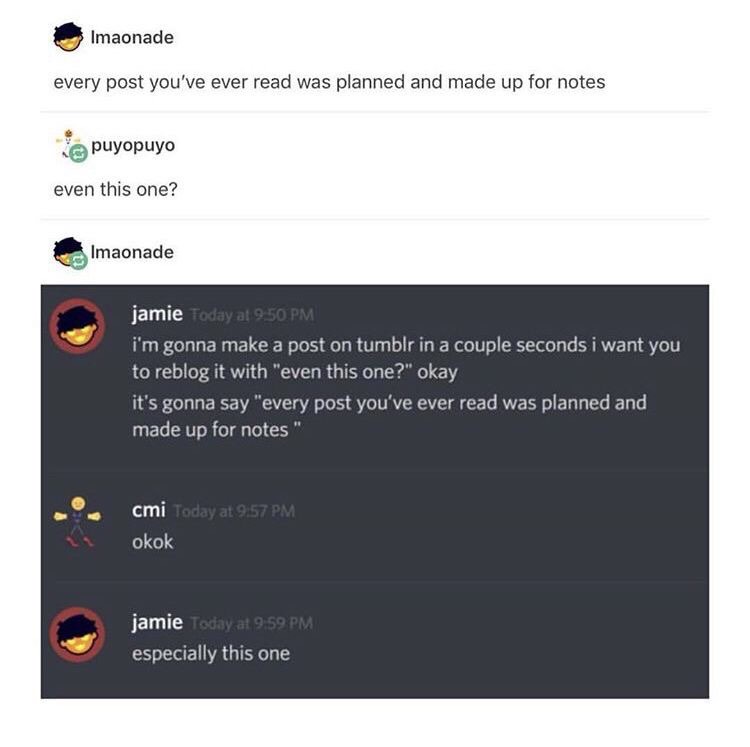 lmaonade
every post you've ever read was planned and made up for notes
puyopuyo
even this one?
lmaonade
jamie Today at 9:50 PM
i'm gonna make a post on tumblr in a couple seconds i want you
to reblog it with "even this one?" okay
it's gonna say "every post you've ever read was planned and
made up for notes "
cmi Today at 9:57 PM
okok
jamie Today at 9:59 PM
especially this one